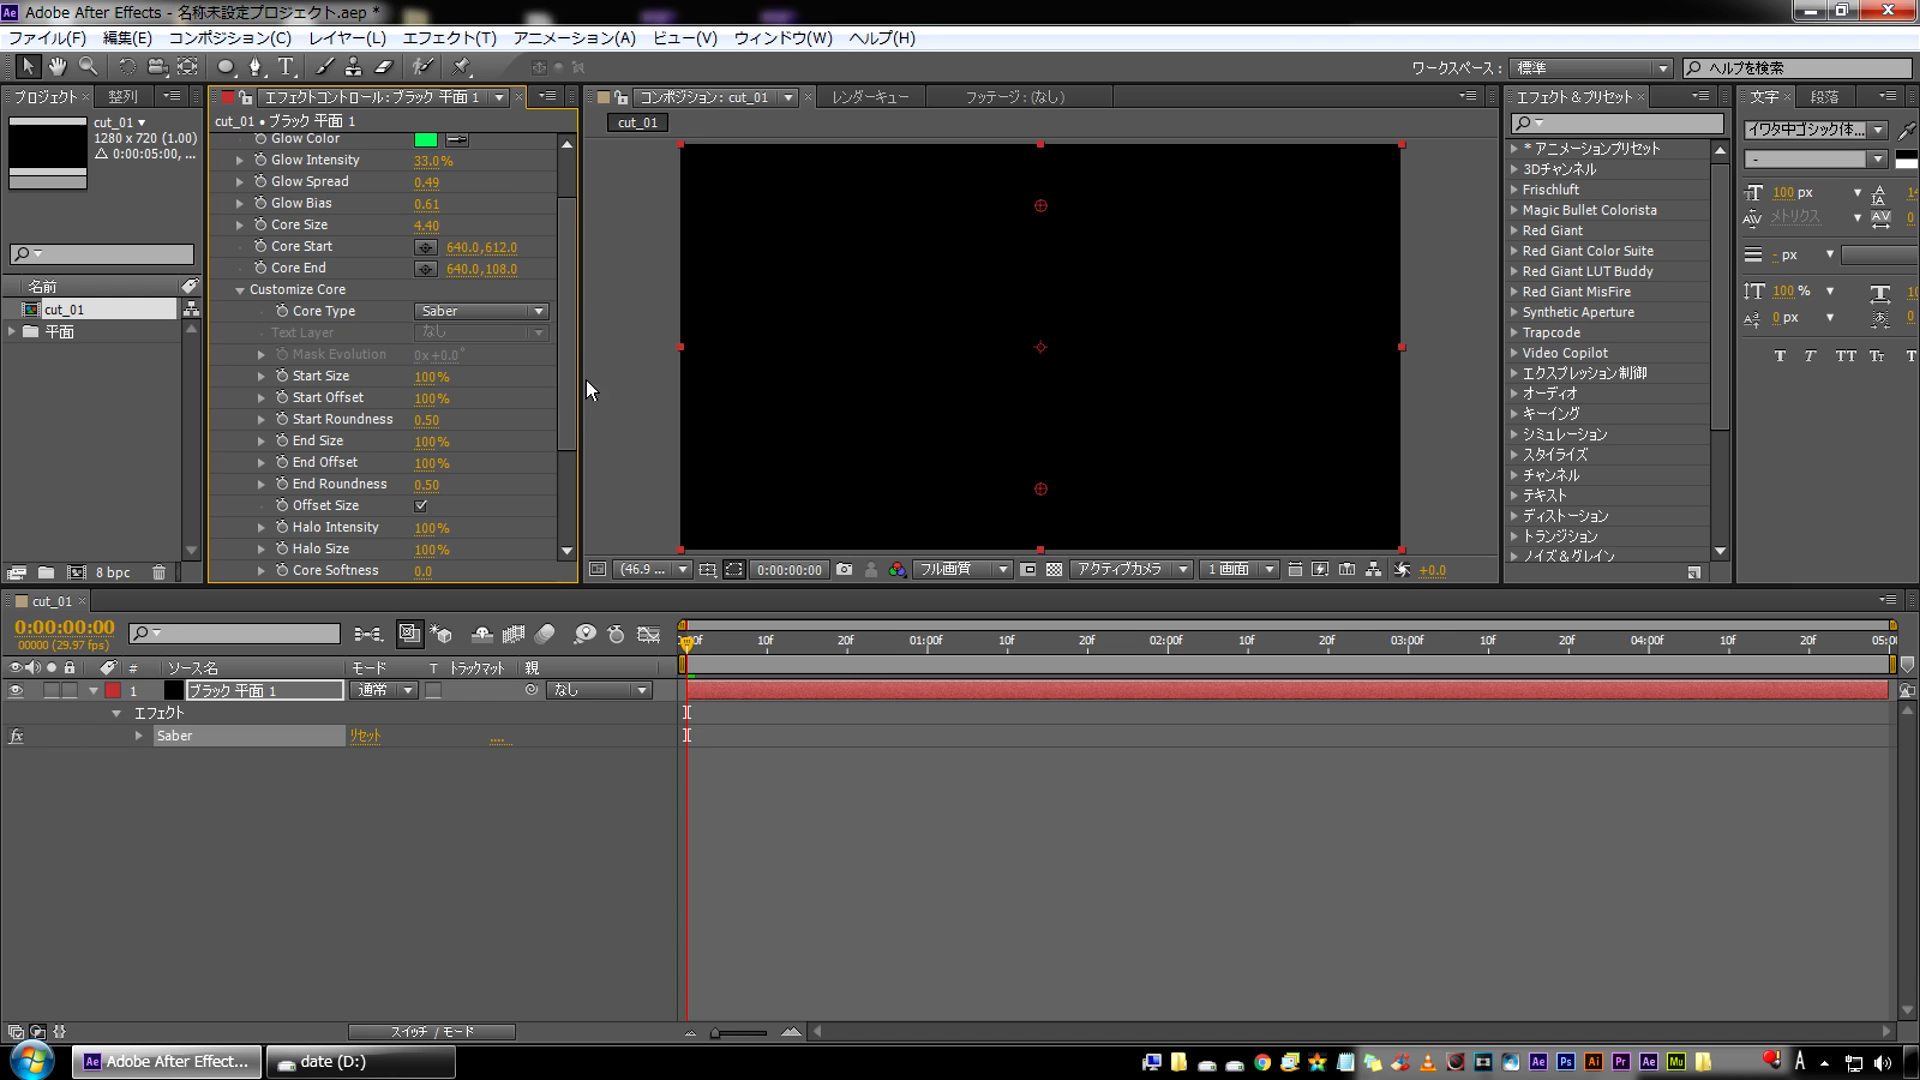 Adobe After Effects - 名称未設定プロジェクト.aep *
ファイル(F) 編集(E) コンポジション(C) レイヤー(L) エフェクト(T) アニメーション(A) ビュー(V) ウィンドウ(W) ヘルプ(H)
ワークスペース: 標準 ヘルプを検索
プロジェクト 整列
cut_01
1280 x 720 (1.00)
Δ 0:00:05:00, ...
名前
cut_01
平面
8 bpc
エフェクトコントロール: ブラック 平面 1
cut_01 • ブラック 平面 1
Glow Color
Glow Intensity 33.0%
Glow Spread 0.49
Glow Bias 0.61
Core Size 4.40
Core Start 640.0,612.0
Core End 640.0,108.0
Customize Core
Core Type Saber
Text Layer なし
Mask Evolution 0x+0.0°
Start Size 100%
Start Offset 100%
Start Roundness 0.50
End Size 100%
End Offset 100%
End Roundness 0.50
Offset Size
Halo Intensity 100%
Halo Size 100%
Core Softness 0.0
コンポジション: cut_01 レンダーキュー フッテージ: (なし)
cut_01
(46.9 ... 0:00:00:00 フル画質 アクティブカメラ 1 画面 +0.0
エフェクト&プリセット
* アニメーションプリセット
3Dチャンネル
Frischluft
Magic Bullet Colorista
Red Giant
Red Giant Color Suite
Red Giant LUT Buddy
Red Giant MisFire
Synthetic Aperture
Trapcode
Video Copilot
エクスプレッション制御
オーディオ
キーイング
シミュレーション
スタイライズ
チャンネル
テキスト
ディストーション
トランジション
ノイズ&グレイン
文字 段落
イワタ中ゴシック体...
-
100 px
メトリクス 0
- px
100 %
0 px
T T TT Tr
cut_01
0:00:00:00
00000 (29.97 fps)
10f 20f 01:00f 10f 20f 02:00f 10f 20f 03:00f 10f 20f 04:00f 10f 20f
# ソース名 モード T トラックマット 親
1 ブラック 平面 1 通常 なし
エフェクト
fx Saber リセット ....
スイッチ / モード
Adobe After Effect... date (D:) A